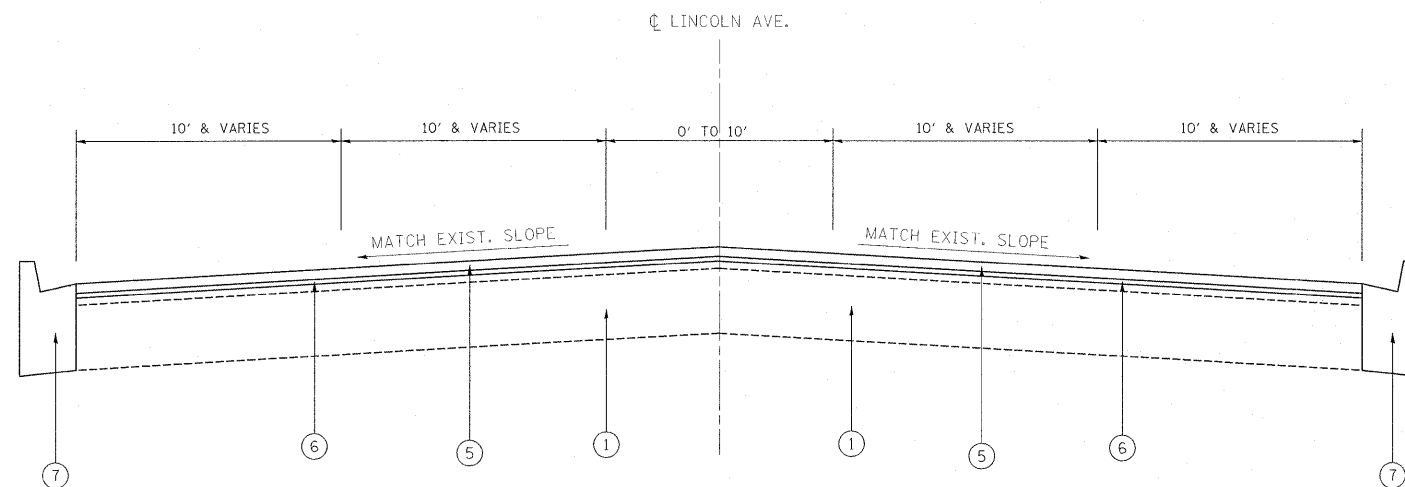 ℄ LINCOLN AVE.
10' & VARIES 10' & VARIES 0' TO 10' 10' & VARIES 10' & VARIES
MATCH EXIST. SLOPE MATCH EXIST. SLOPE
7 6 5 1 1 5 6 7